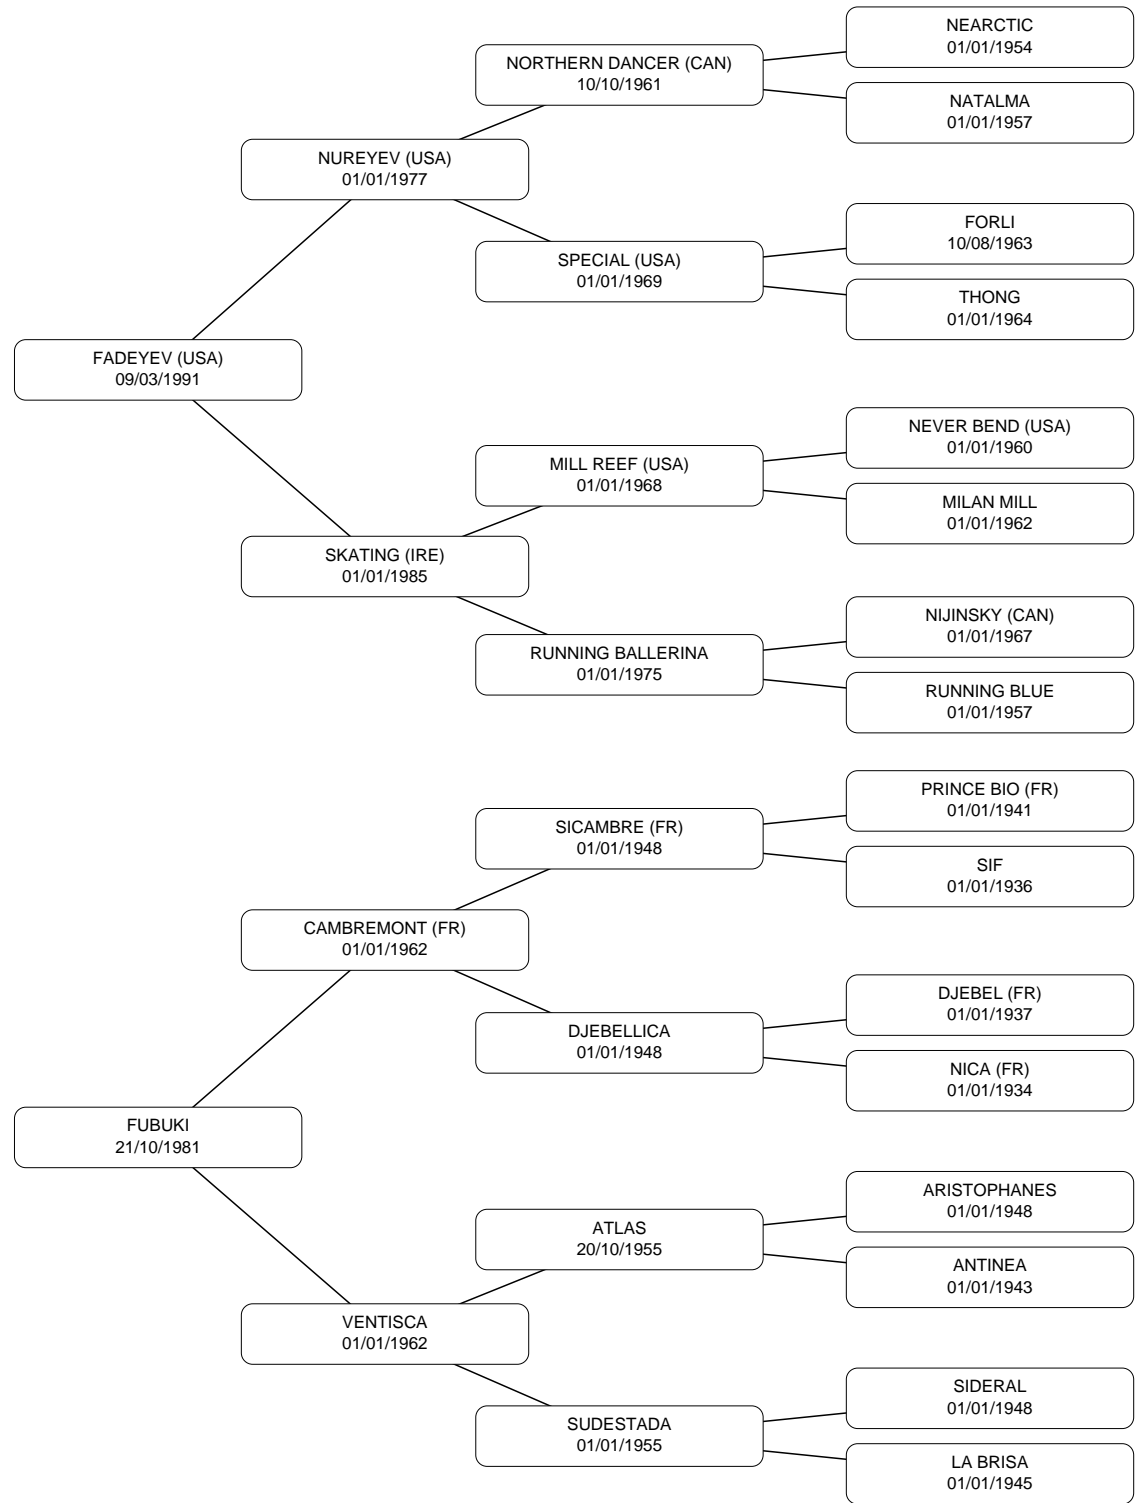 NEARCTIC
01/01/1954
NORTHERN DANCER (CAN)
10/10/1961
NATALMA
01/01/1957
NUREYEV (USA)
01/01/1977
FORLI
10/08/1963
SPECIAL (USA)
01/01/1969
THONG
01/01/1964
FADEYEV (USA)
09/03/1991
NEVER BEND (USA)
01/01/1960
MILL REEF (USA)
01/01/1968
MILAN MILL
01/01/1962
SKATING (IRE)
01/01/1985
NIJINSKY (CAN)
01/01/1967
RUNNING BALLERINA
01/01/1975
RUNNING BLUE
01/01/1957
PRINCE BIO (FR)
01/01/1941
SICAMBRE (FR)
01/01/1948
SIF
01/01/1936
CAMBREMONT (FR)
01/01/1962
DJEBEL (FR)
01/01/1937
DJEBELLICA
01/01/1948
NICA (FR)
01/01/1934
FUBUKI
21/10/1981
ARISTOPHANES
01/01/1948
ATLAS
20/10/1955
ANTINEA
01/01/1943
VENTISCA
01/01/1962
SIDERAL
01/01/1948
SUDESTADA
01/01/1955
LA BRISA
01/01/1945